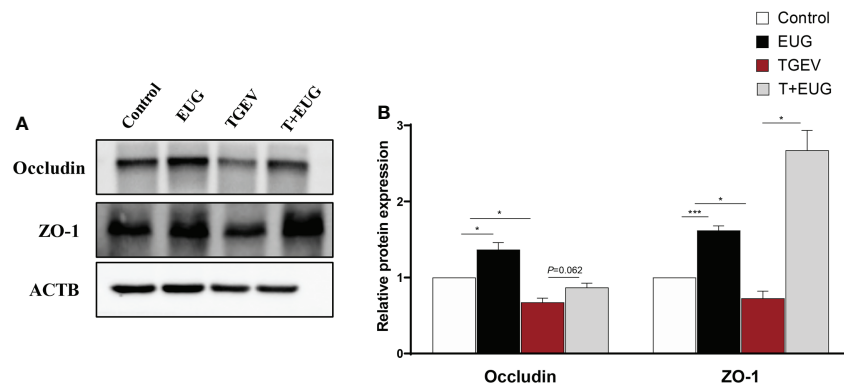 A
Control
EUG
TGEV
T+EUG
Occludin
ZO-1
ACTB
B
Control
EUG
TGEV
T+EUG
Relative protein expression
3
2
1
0
*
*
P=0.062
***
*
*
Occludin
ZO-1